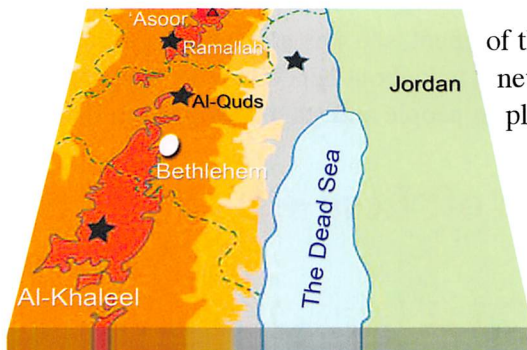 'Asoor
Ramallah
Al-Quds
Bethlehem
Al-Khaleel
The Dead Sea
Jordan
of t
ne
pl